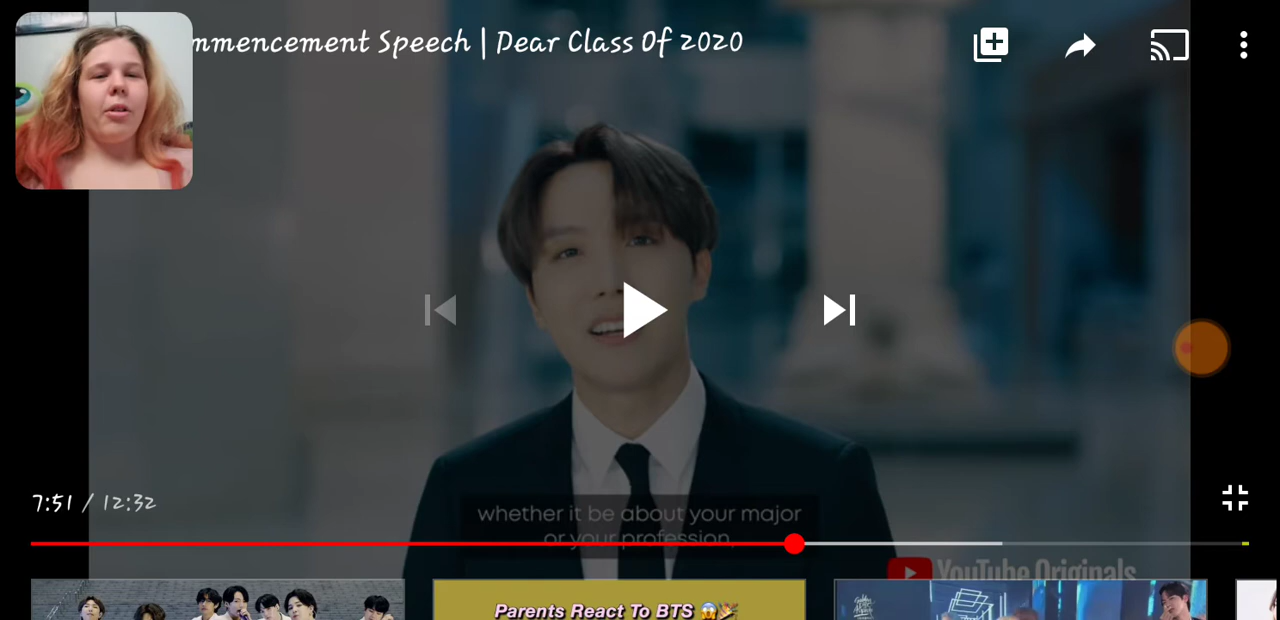 mmencement Speech | Dear Class Of 2020
7:51 / 12:32
whether it be about your major
or your profession,
YouTube Originals
Parents React To BTS 😱🎉